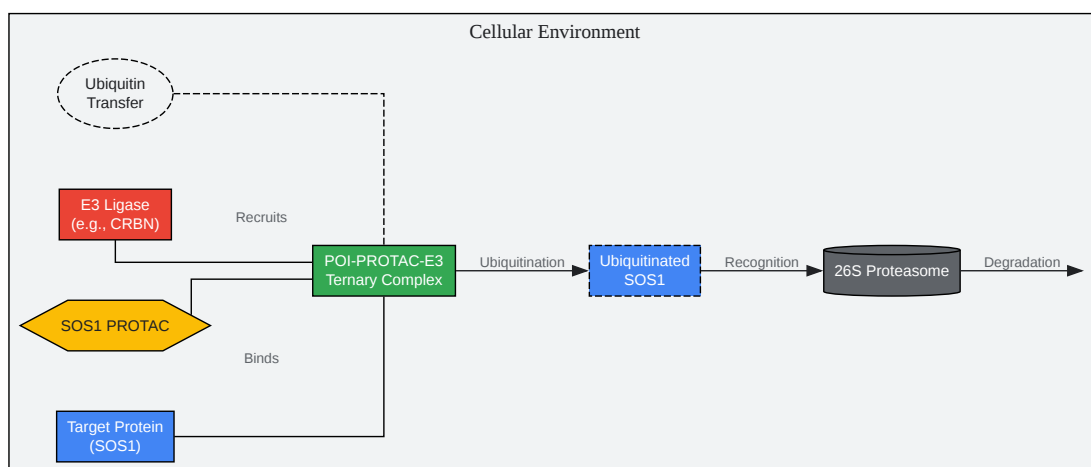 Cellular Environment
Ubiquitin
Transfer
E3 Ligase
(e.g., CRBN)
Recruits
POI-PROTAC-E3
Ternary Complex
Ubiquitination
Ubiquitinated
SOS1
Recognition
26S Proteasome
Degradation
SOS1 PROTAC
Binds
Target Protein
(SOS1)